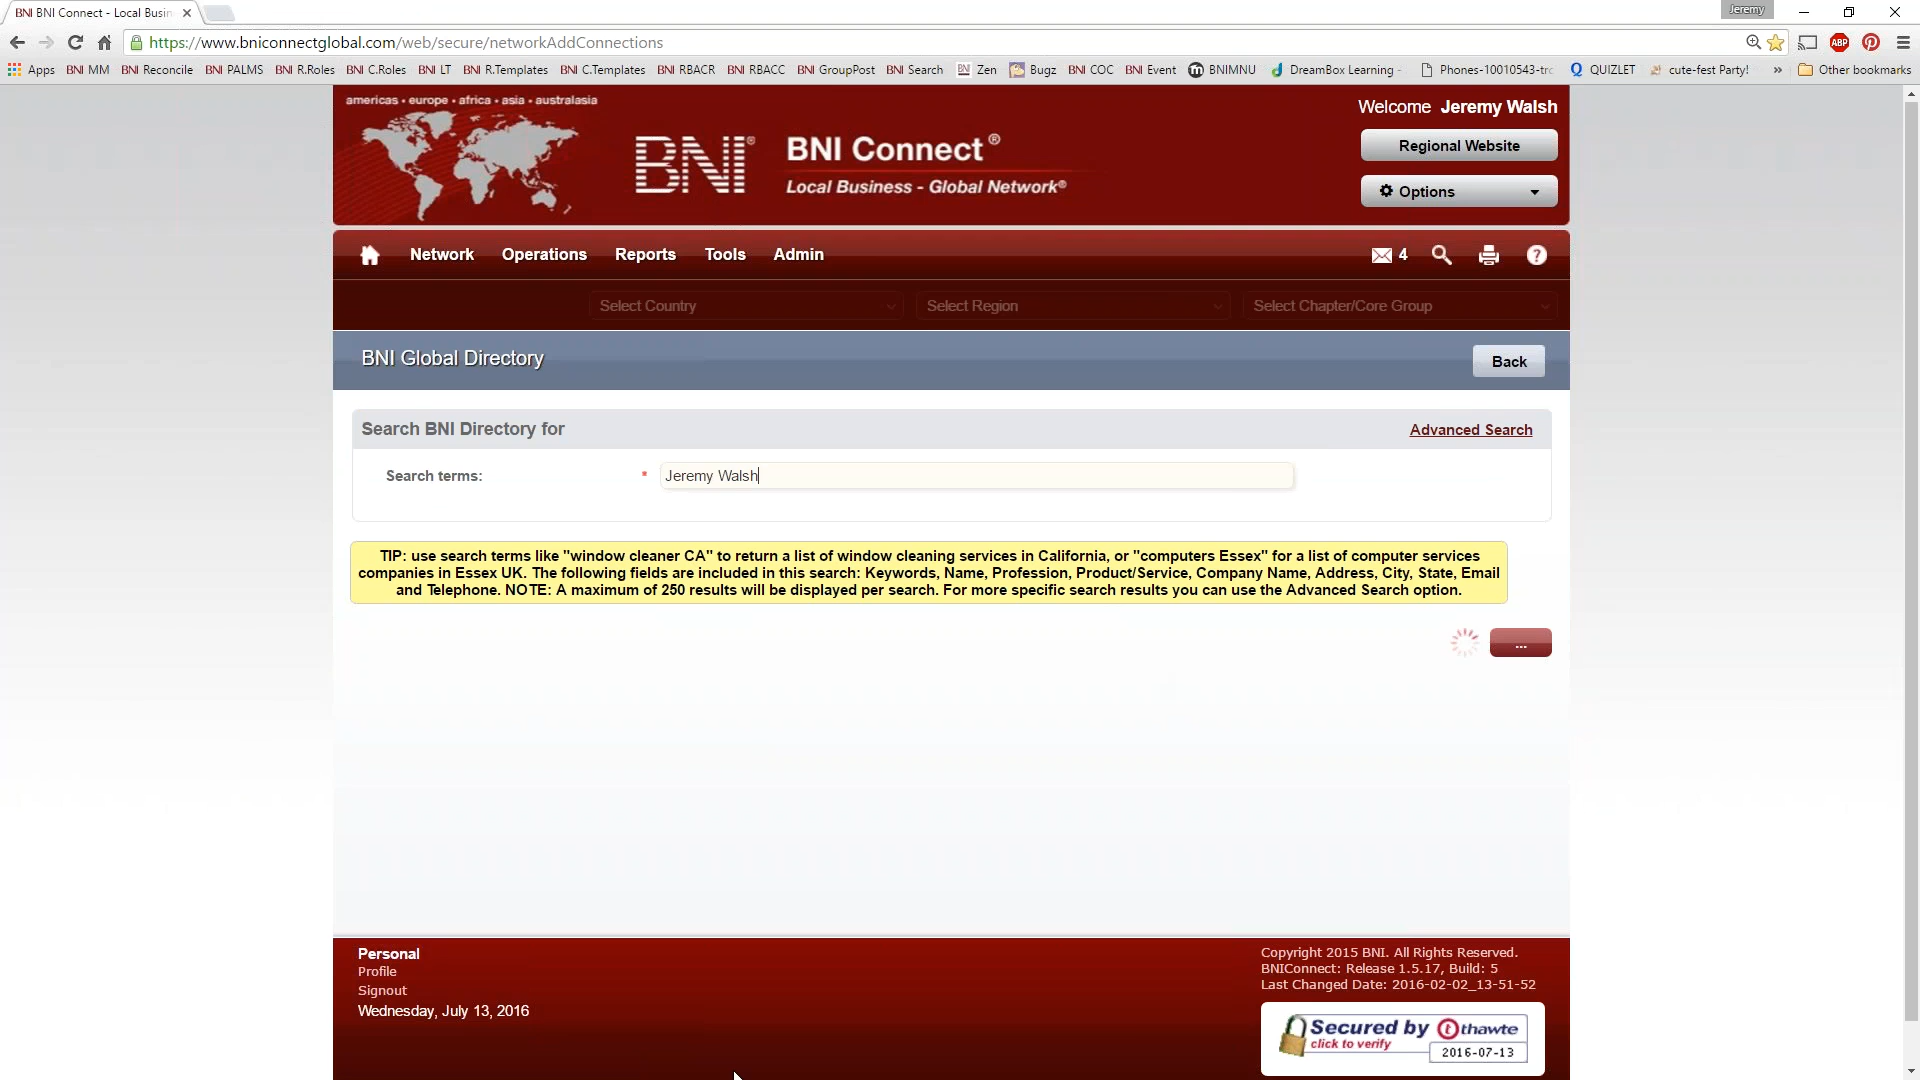 BNI BNI Connect - Local Busin
Jeremy
https://www.bniconnectglobal.com/web/secure/networkAddConnections
ABP
Apps BNI MM BNI Reconcile BNI PALMS BNI R.Roles BNI C.Roles BNI LT BNI R.Templates BNI C.Templates BNI RBACR BNI RBACC BNI GroupPost BNI Search BNI Zen Bugz BNI COC BNI Event BNIMNU DreamBox Learning - Phones-10010543-trc QUIZLET cute-fest Party! » Other bookmarks
americas • europe • africa • asia • australasia
Welcome Jeremy Walsh
BNI®
BNI Connect®
Local Business - Global Network®
Regional Website
Options
Network Operations Reports Tools Admin 4
Select Country Select Region Select Chapter/Core Group
BNI Global Directory
Back
Search BNI Directory for
Advanced Search
Search terms: * Jeremy Walsh
TIP: use search terms like "window cleaner CA" to return a list of window cleaning services in California, or "computers Essex" for a list of computer services
companies in Essex UK. The following fields are included in this search: Keywords, Name, Profession, Product/Service, Company Name, Address, City, State, Email
and Telephone. NOTE: A maximum of 250 results will be displayed per search. For more specific search results you can use the Advanced Search option.
...
Personal
Profile
Signout
Wednesday, July 13, 2016
Copyright 2015 BNI. All Rights Reserved.
BNIConnect: Release 1.5.17, Build: 5
Last Changed Date: 2016-02-02_13-51-52
Secured by thawte
click to verify
2016-07-13